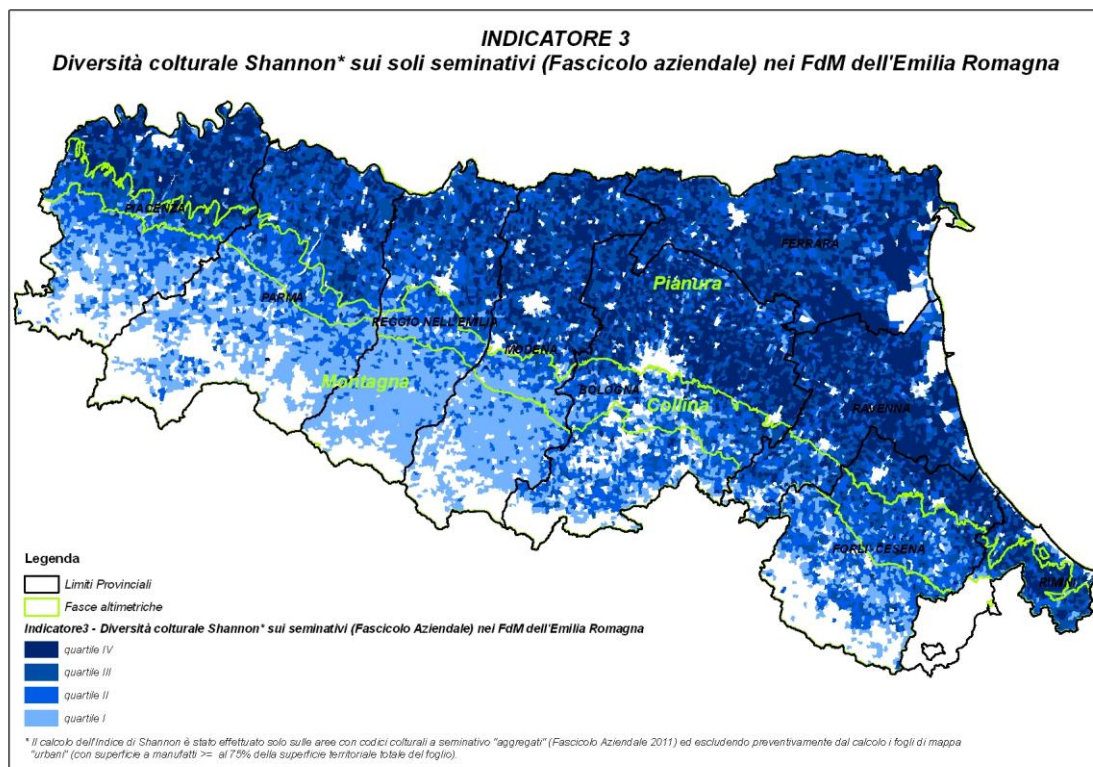 INDICATORE 3
Diversità colturale Shannon* sui soli seminativi (Fascicolo aziendale) nei FdM dell'Emilia Romagna
PIACENZA
FERRARA
Pianura
PARMA
REGGIO NELL'EMILIA
MODENA
Montagna
BOLOGNA
Collina
RAVENNA
FORLI-CESENA
RIMINI
Legenda
Limiti Provinciali
Fasce altimetriche
Indicatore3 - Diversità colturale Shannon* sui seminativi (Fascicolo Aziendale) nei FdM dell'Emilia Romagna
quartile IV
quartile III
quartile II
quartile I
* Il calcolo dell'Indice di Shannon è stato effettuato solo sulle aree con codici colturali a seminativo "aggregati" (Fascicolo Aziendale 2011) ed escludendo preventivamente dal calcolo i fogli di mappa
"urbani" (con superficie a manufatti >= al 75% della superficie territoriale totale del foglio).